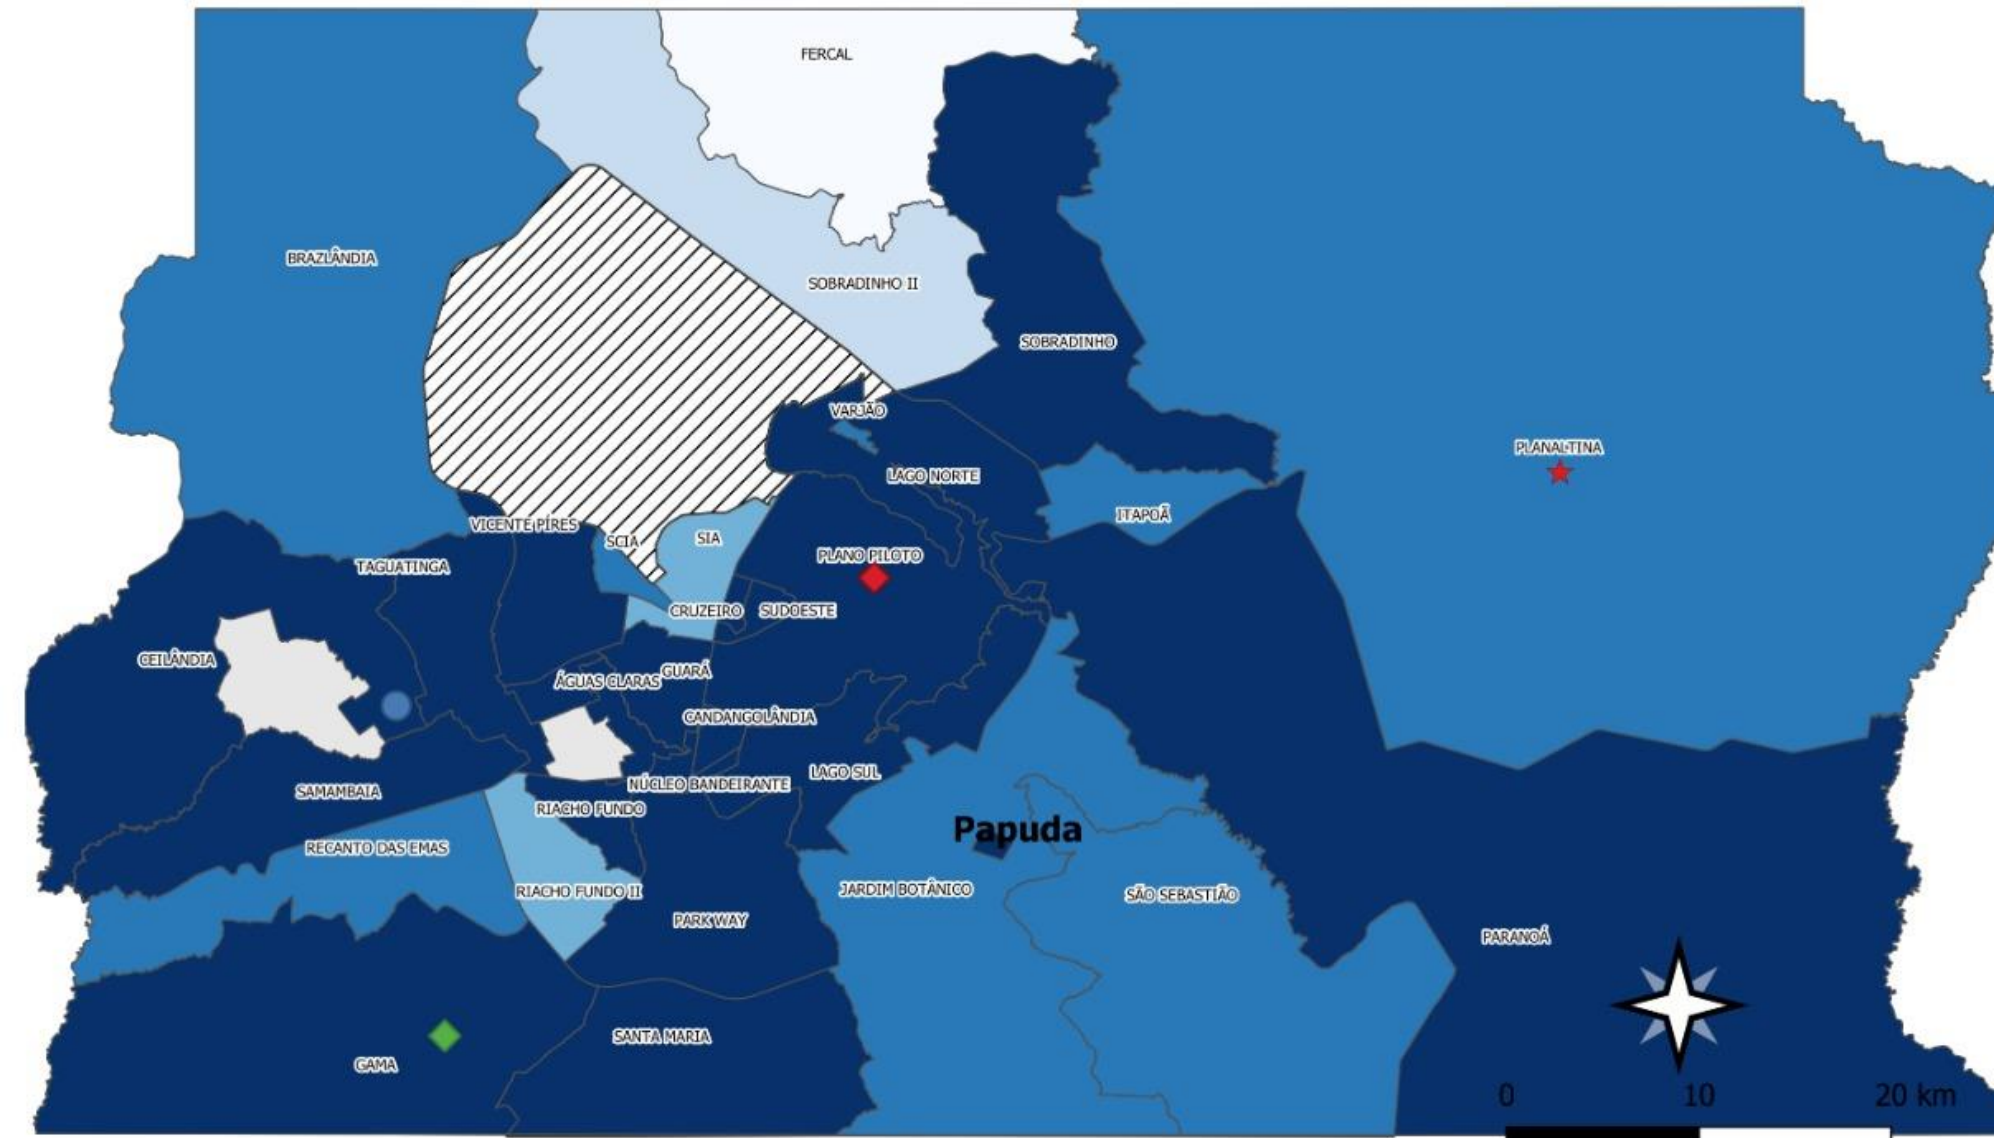 FERCAL
BRAZLÂNDIA
SOBRADINHO II
SOBRADINHO
VARJÃO
PLANALTINA
LAGO NORTE
ITAPOÃ
VICENTE PÍRES
SCIA
SIA
PLANO PILOTO
TAGUATINGA
CRUZEIRO
SUDOESTE
CEILÂNDIA
GUARÁ
ÁGUAS CLARAS
CANDANGOLÂNDIA
LAGO SUL
NÚCLEO BANDEIRANTE
SAMAMBAIA
RIACHO FUNDO
Papuda
RECANTO DAS EMAS
RIACHO FUNDO II
JARDIM BOTÂNICO
SÃO SEBASTIÃO
PARK WAY
PARANOÁ
SANTA MARIA
GAMA
0 10 20 km